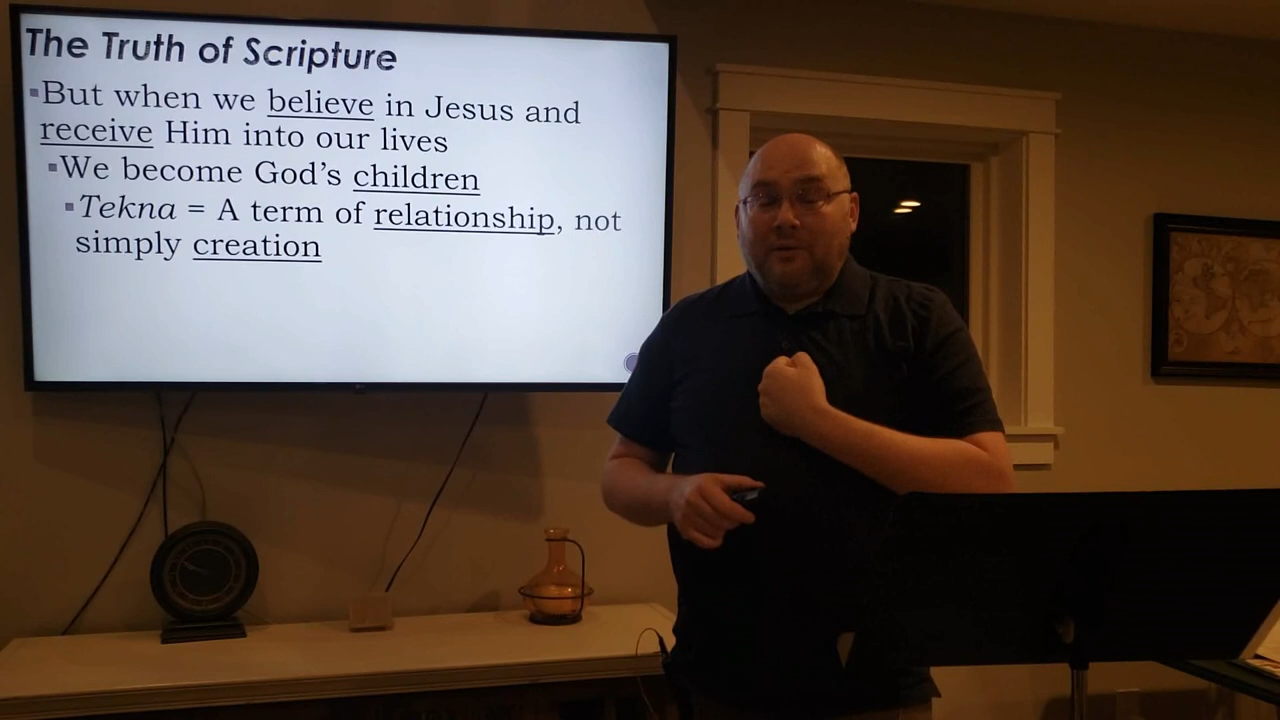 The Truth of Scripture
▪But when we believe in Jesus and
receive Him into our lives
▪We become God's children
▪Tekna = A term of relationship, not
simply creation